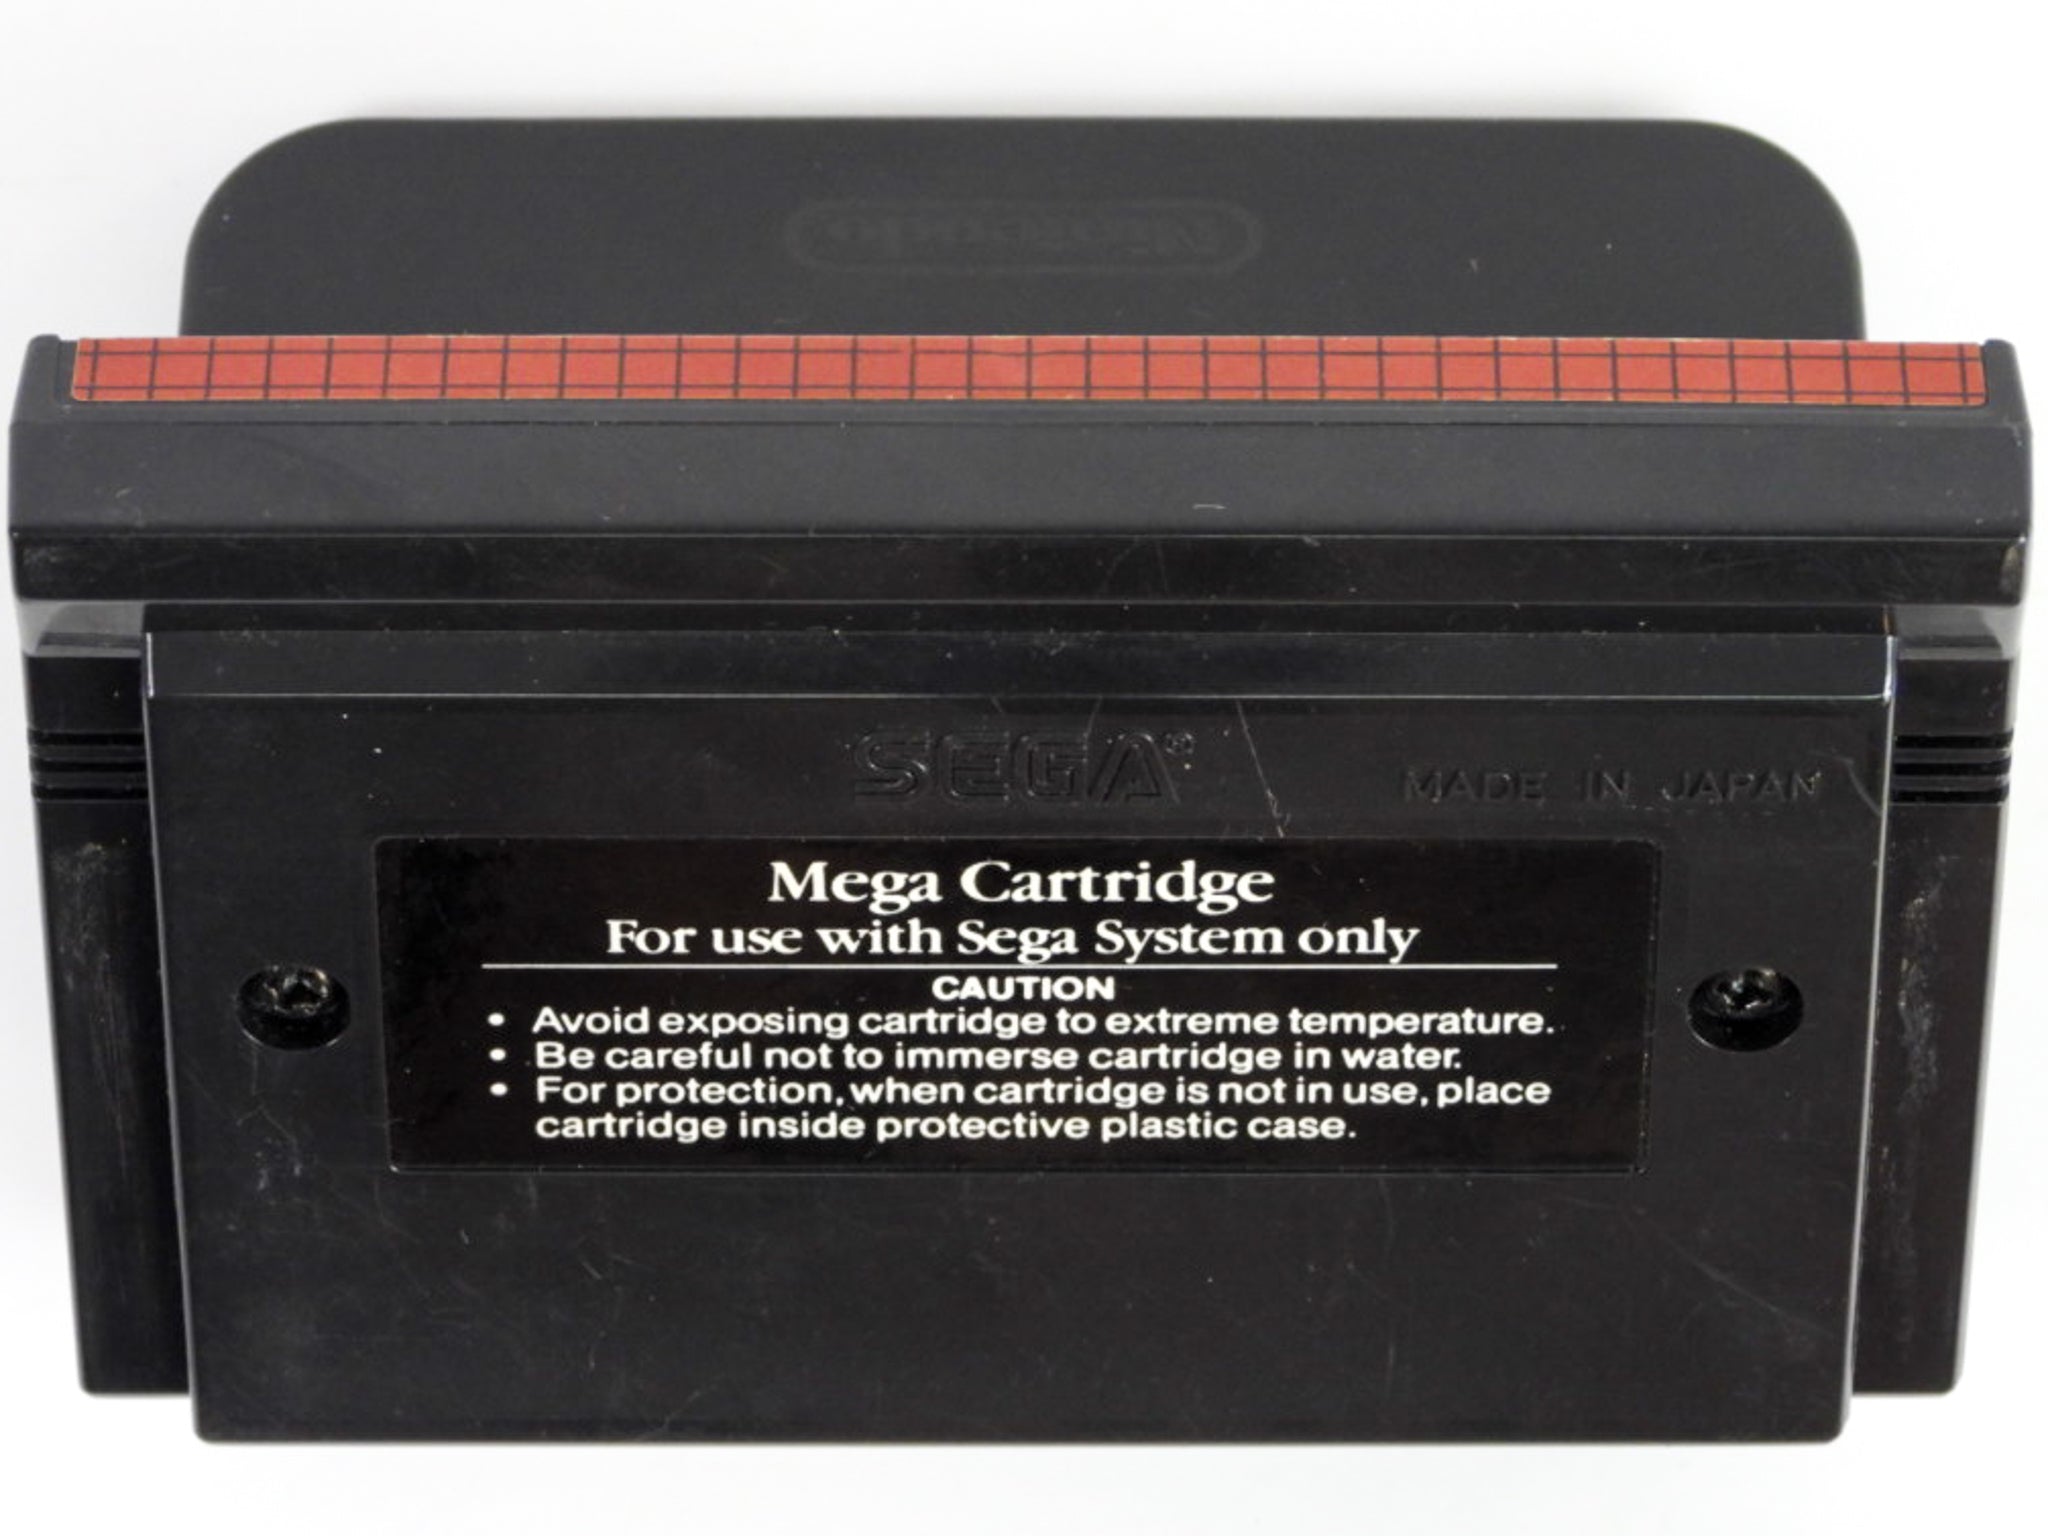 Nintendo
SEGA®
MADE IN JAPAN
Mega Cartridge
For use with Sega System only
CAUTION
• Avoid exposing cartridge to extreme temperature.
• Be careful not to immerse cartridge in water.
• For protection, when cartridge is not in use, place
cartridge inside protective plastic case.